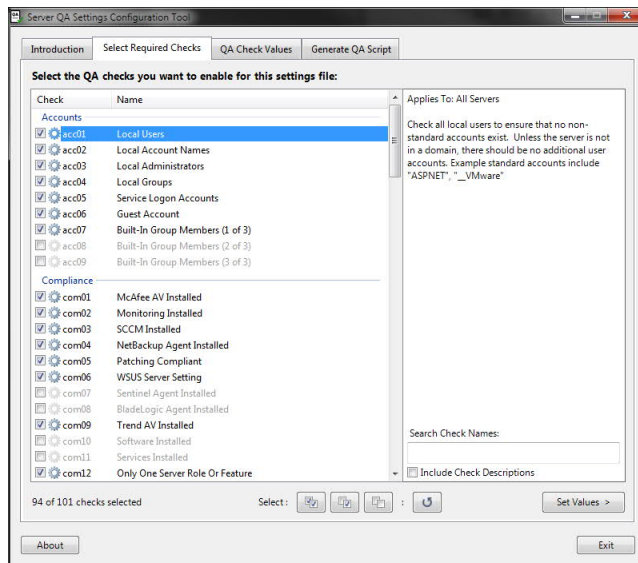 Server QA Settings Configuration Tool
Introduction Select Required Checks QA Check Values Generate QA Script
Select the QA checks you want to enable for this settings file:
Check Name
Accounts
acc01 Local Users
acc02 Local Account Names
acc03 Local Administrators
acc04 Local Groups
acc05 Service Logon Accounts
acc06 Guest Account
acc07 Built-In Group Members (1 of 3)
acc08 Built-In Group Members (2 of 3)
acc09 Built-In Group Members (3 of 3)
Compliance
com01 McAfee AV Installed
com02 Monitoring Installed
com03 SCCM Installed
com04 NetBackup Agent Installed
com05 Patching Compliant
com06 WSUS Server Setting
com07 Sentinel Agent Installed
com08 BladeLogic Agent Installed
com09 Trend AV Installed
com10 Software Installed
com11 Services Installed
com12 Only One Server Role Or Feature
Applies To: All Servers
Check all local users to ensure that no non-
standard accounts exist. Unless the server is not
in a domain, there should be no additional user
accounts. Example standard accounts include
"ASPNET", "__VMware"
Search Check Names:
Include Check Descriptions
94 of 101 checks selected Select: : Set Values >
About Exit